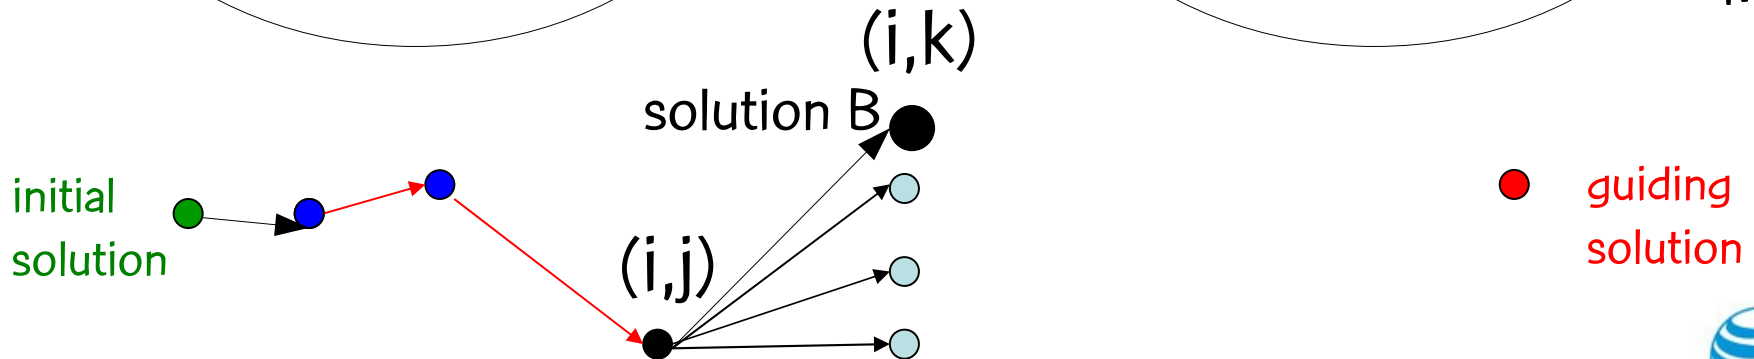 (i,k)
solution B
initial
solution
(i,j)
guiding
solution